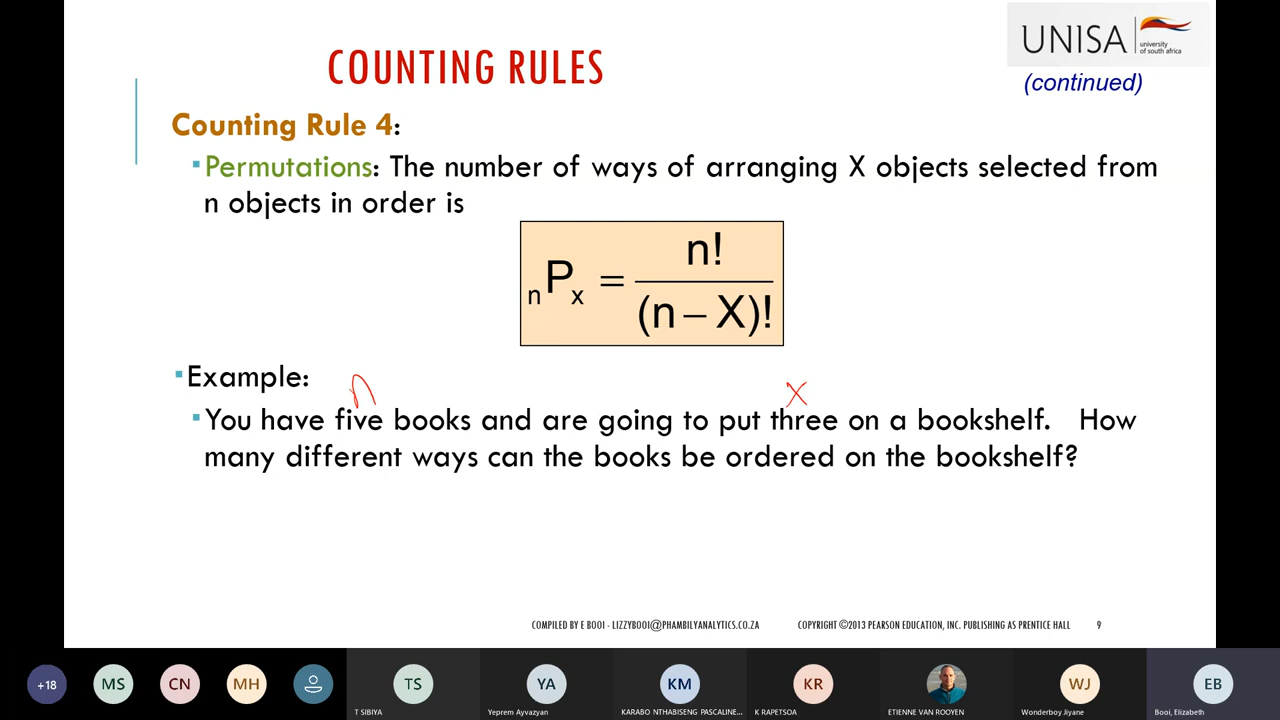 COUNTING RULES
UNISA
university
of south africa
(continued)
Counting Rule 4:
Permutations: The number of ways of arranging X objects selected from
n objects in order is
nPx = n! / (n – X)!
Example:
n
x
You have five books and are going to put three on a bookshelf. How
many different ways can the books be ordered on the bookshelf?
COMPILED BY E BOOI - LIZZYBOOI@PHAMBILYANALYTICS.CO.ZA
COPYRIGHT ©2013 PEARSON EDUCATION, INC. PUBLISHING AS PRENTICE HALL
9
+18
MS
CN
MH
TS
YA
KM
KR
WJ
EB
T SIBIYA
Yeprem Ayvazyan
KARABO NTHABISENG PASCALINE...
K RAPETSOA
ETIENNE VAN ROOYEN
Wonderboy Jiyane
Booi, Elizabeth